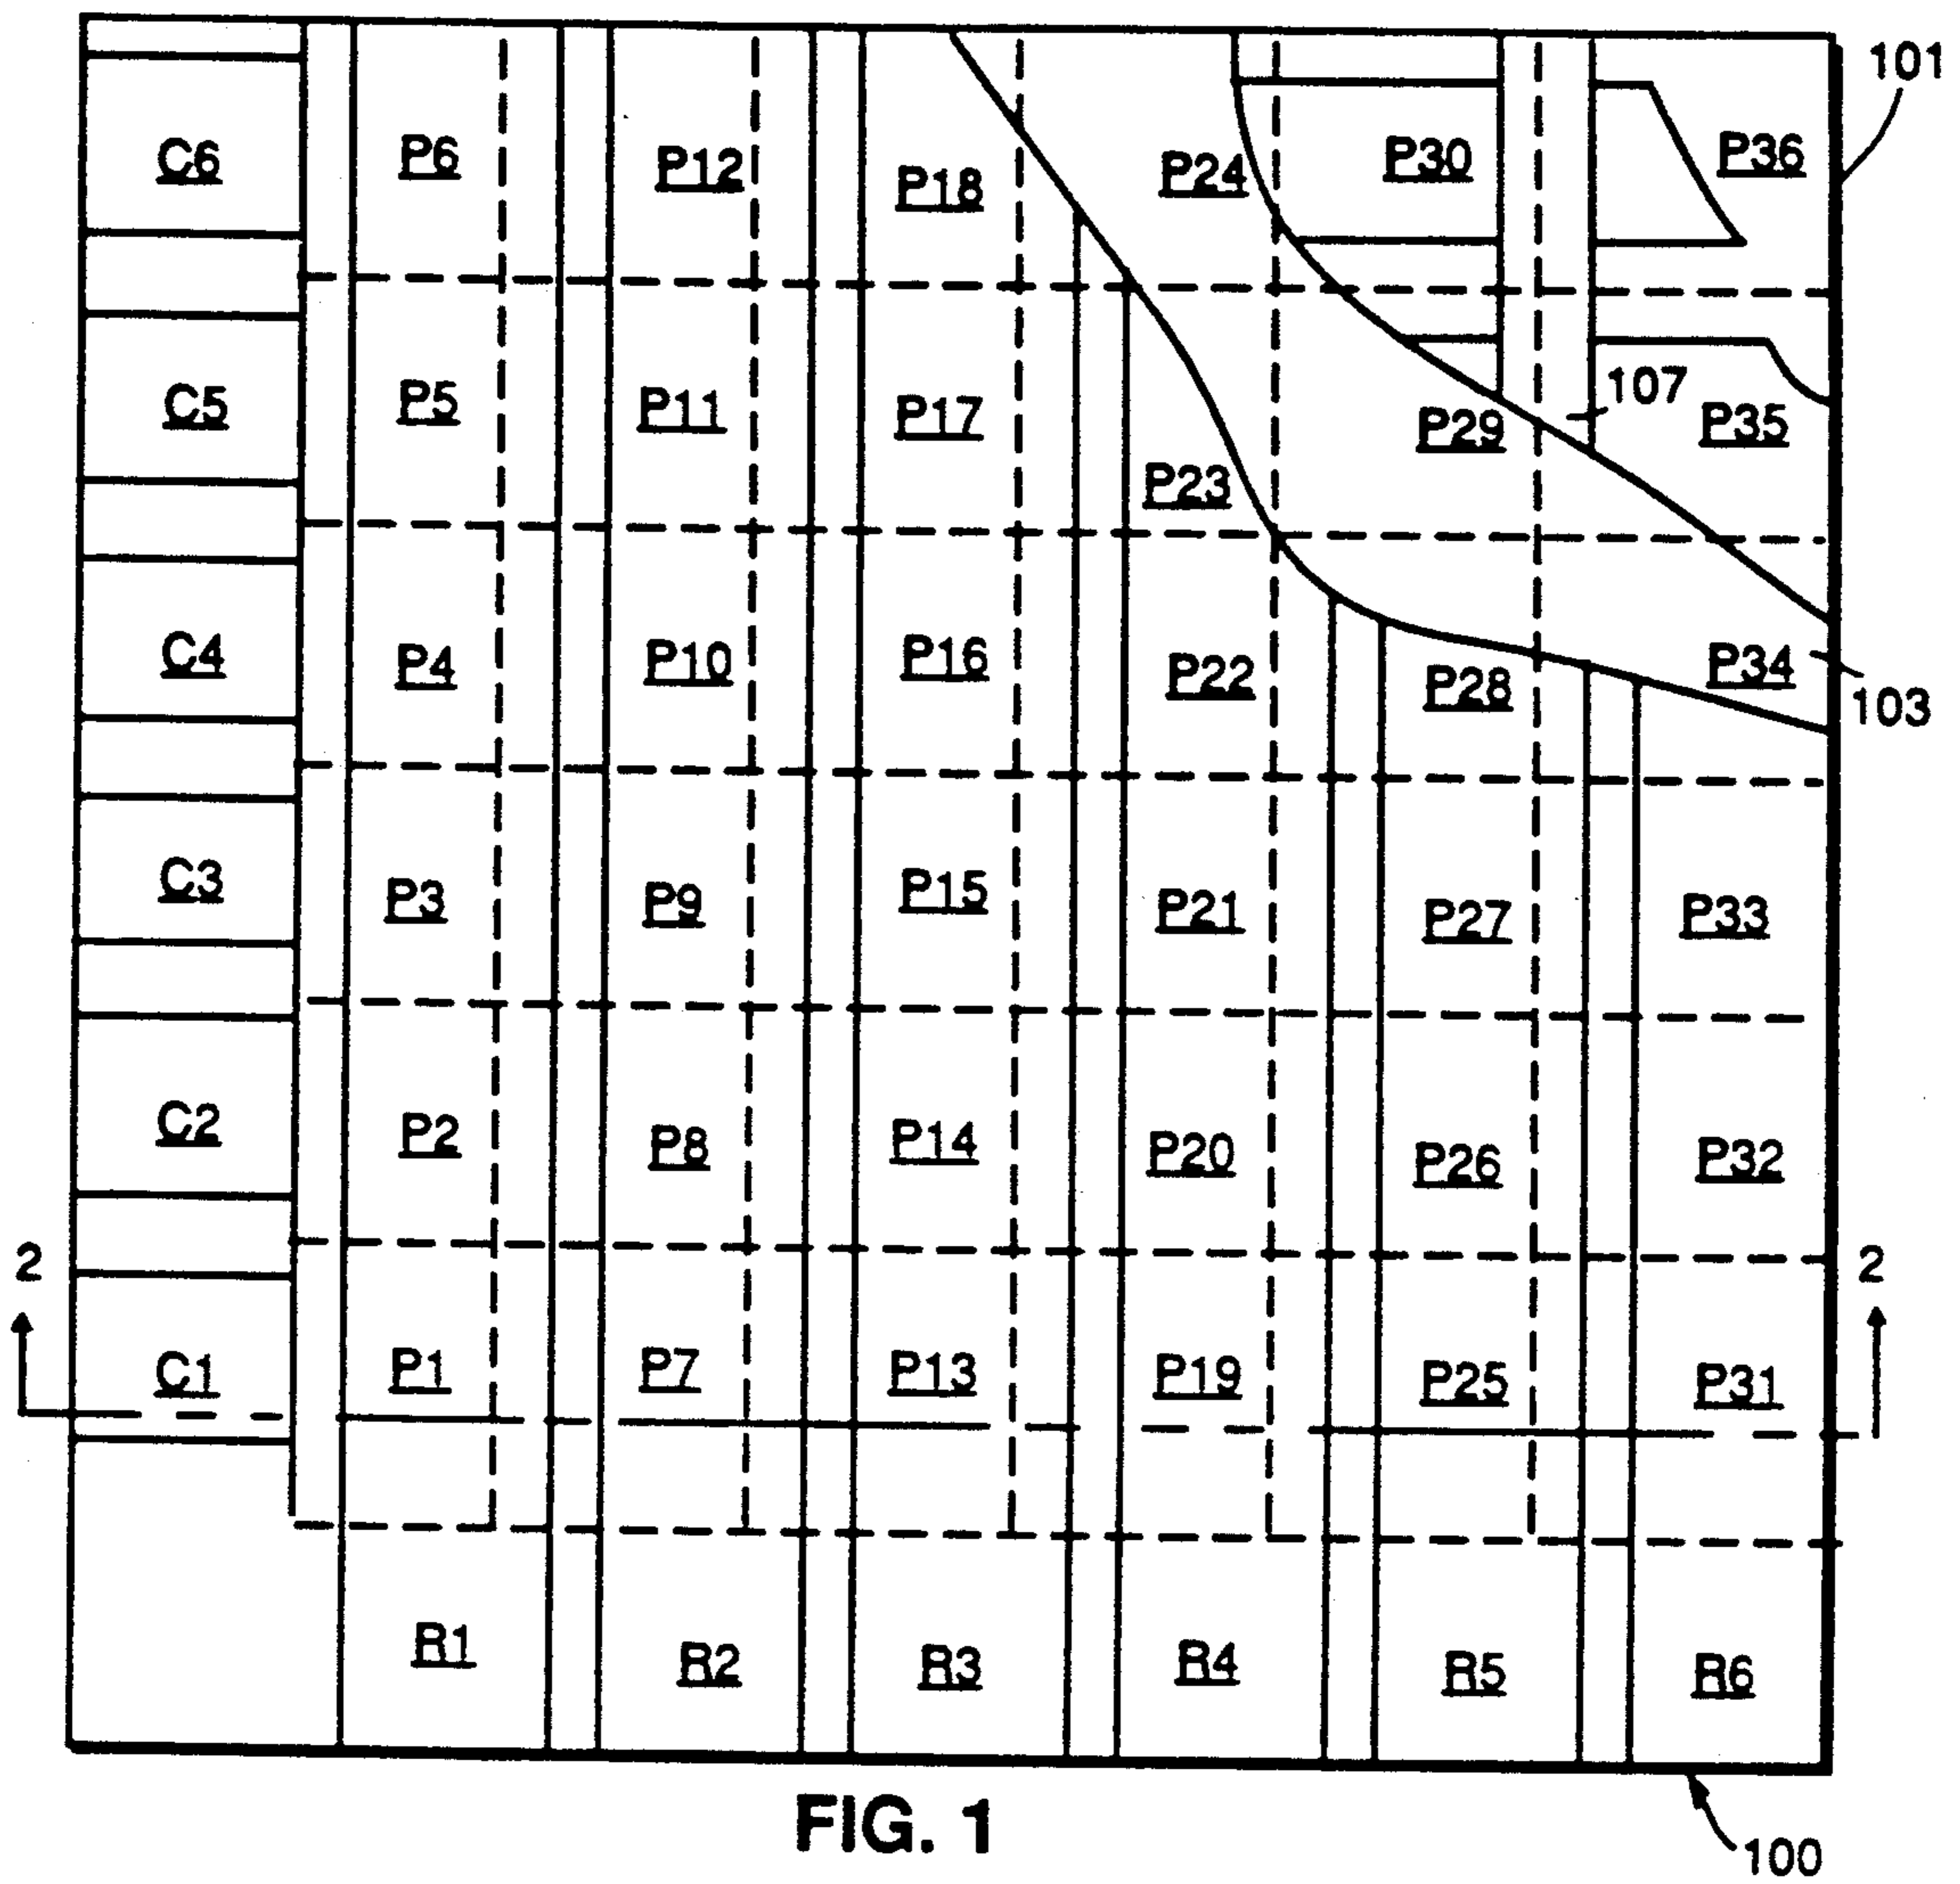 101
C6 P6 P12 P18 P24 P30 P36
C5 P5 P11 P17 P23 P29 107 P35
C4 P4 P10 P16 P22 P28 P34
103
C3 P3 P9 P15 P21 P27 P33
C2 P2 P8 P14 P20 P26 P32
2 2
C1 P1 P7 P13 P19 P25 P31
R1 R2 R3 R4 R5 R6
FIG. 1
100